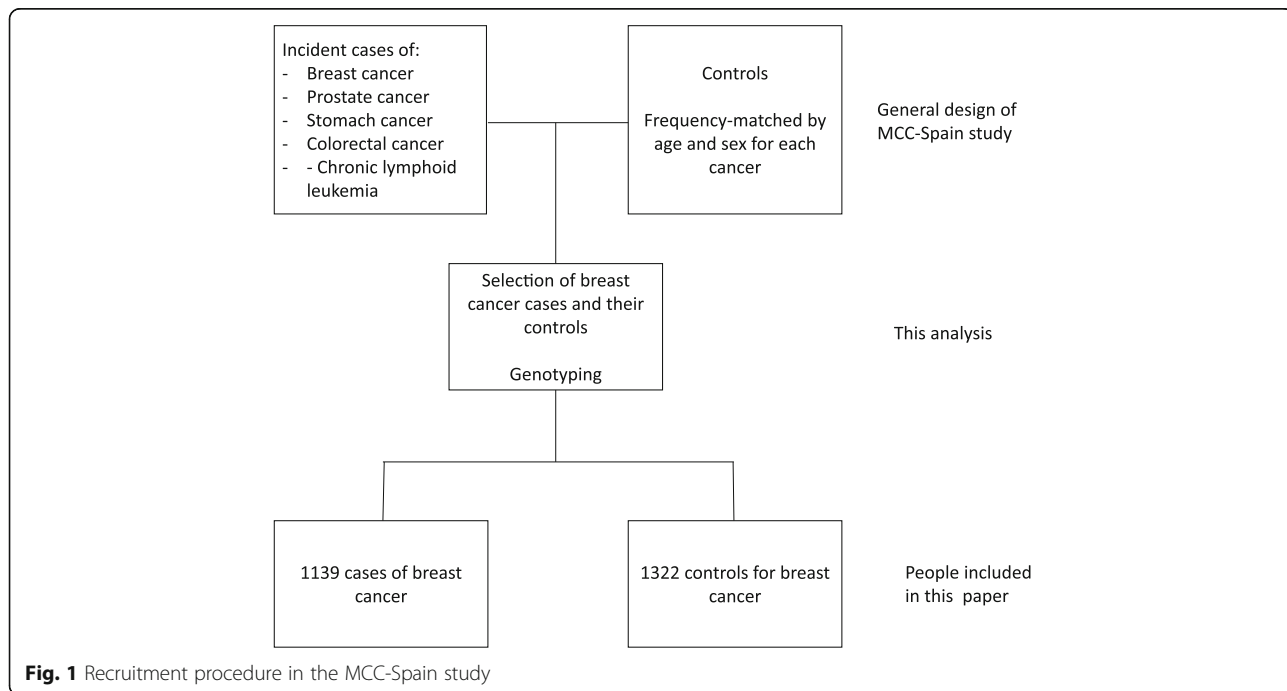 Incident cases of:
- Breast cancer
- Prostate cancer
- Stomach cancer
- Colorectal cancer
- - Chronic lymphoid
leukemia
Controls
Frequency-matched by
age and sex for each
cancer
General design of
MCC-Spain study
Selection of breast
cancer cases and their
controls
Genotyping
This analysis
1139 cases of breast
cancer
1322 controls for breast
cancer
People included
in this paper
Fig. 1 Recruitment procedure in the MCC-Spain study